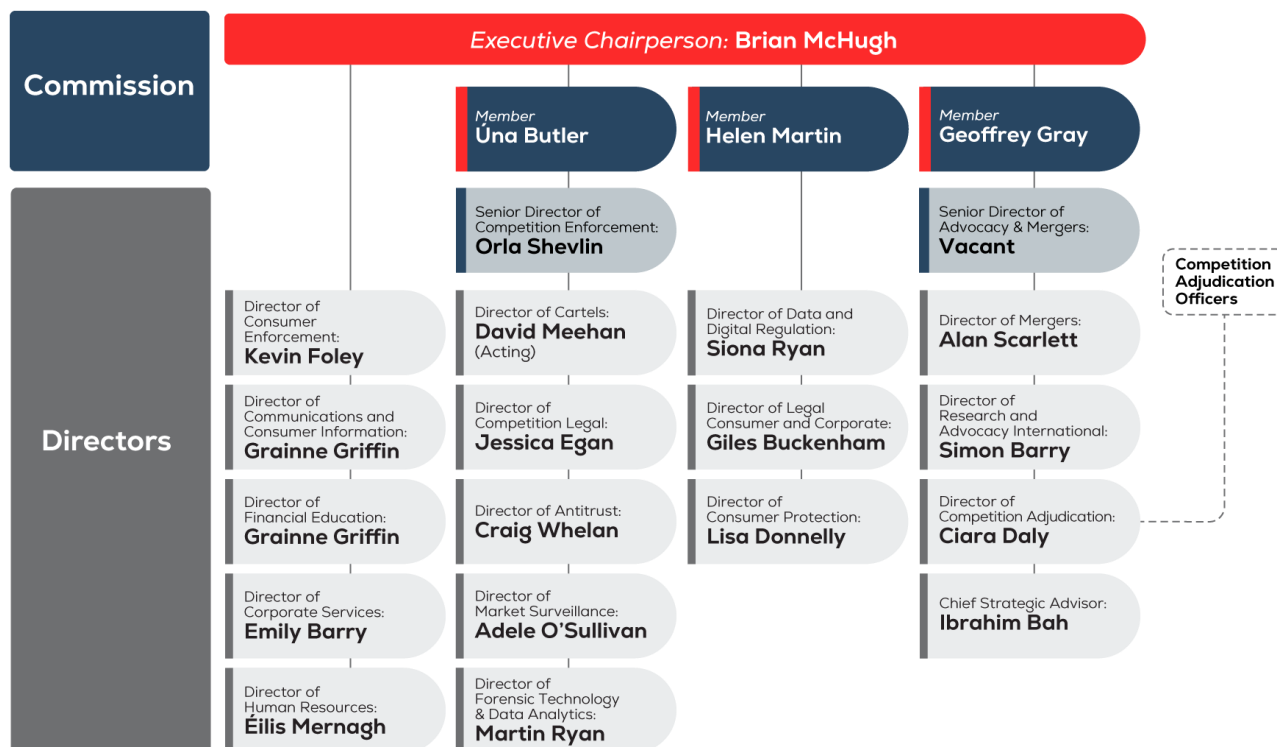 Commission
Executive Chairperson: Brian McHugh
Member
Úna Butler
Member
Helen Martin
Member
Geoffrey Gray
Directors
Senior Director of
Competition Enforcement:
Orla Shevlin
Senior Director of
Advocacy & Mergers:
Vacant
Competition
Adjudication
Officers
Director of
Consumer
Enforcement:
Kevin Foley
Director of Cartels:
David Meehan
(Acting)
Director of Data and
Digital Regulation:
Siona Ryan
Director of Mergers:
Alan Scarlett
Director of
Communications and
Consumer Information:
Grainne Griffin
Director of
Competition Legal:
Jessica Egan
Director of Legal
Consumer and Corporate:
Giles Buckenham
Director of
Research and
Advocacy International:
Simon Barry
Director of
Financial Education:
Grainne Griffin
Director of Antitrust:
Craig Whelan
Director of
Consumer Protection:
Lisa Donnelly
Director of
Competition Adjudication:
Ciara Daly
Director of
Corporate Services:
Emily Barry
Director of
Market Surveillance:
Adele O’Sullivan
Chief Strategic Advisor:
Ibrahim Bah
Director of
Human Resources:
Éilis Mernagh
Director of
Forensic Technology
& Data Analytics:
Martin Ryan